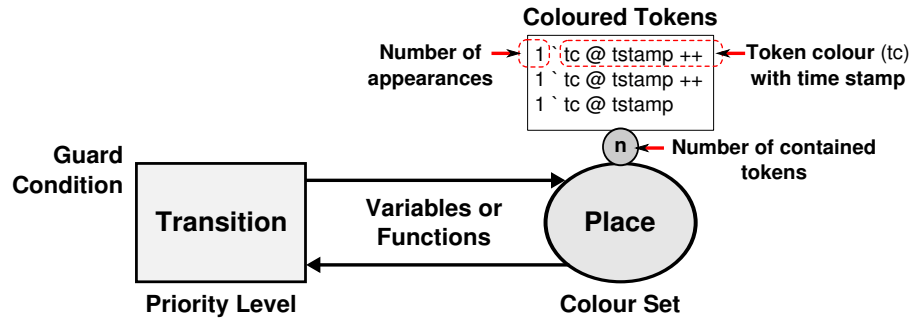 Coloured Tokens
Number of
appearances
1 ` tc @ tstamp ++
1 ` tc @ tstamp ++
1 ` tc @ tstamp
Token colour (tc)
with time stamp
n
Number of contained
tokens
Guard
Condition
Transition
Variables or
Functions
Place
Priority Level
Colour Set